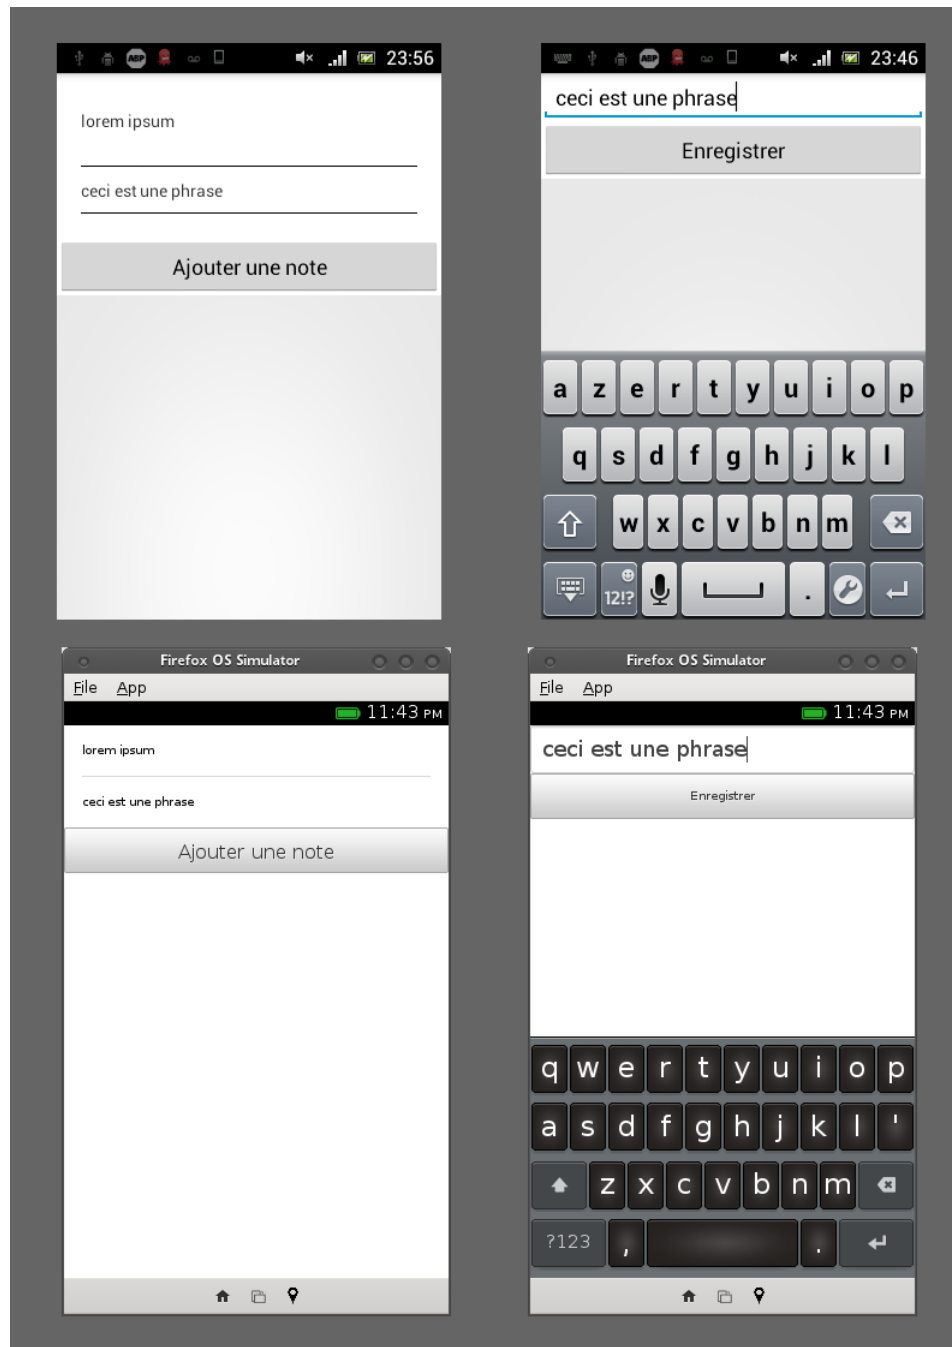 ABP 23:56
lorem ipsum
ceci est une phrase
Ajouter une note
ABP 23:46
ceci est une phrase
Enregistrer
a z e r t y u i o p
q s d f g h j k l
w x c v b n m
12!? .
Firefox OS Simulator
File App
11:43 PM
lorem ipsum
ceci est une phrase
Ajouter une note
Firefox OS Simulator
File App
11:43 PM
ceci est une phrase
Enregistrer
q w e r t y u i o p
a s d f g h j k l '
z x c v b n m
?123 , .